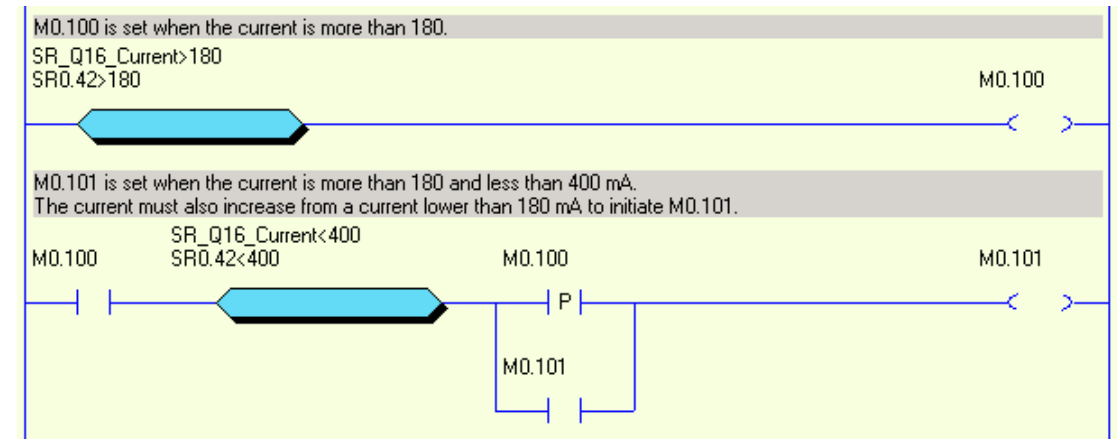 M0.100 is set when the current is more than 180.
SR_Q16_Current>180
SR0.42>180
M0.100
M0.101 is set when the current is more than 180 and less than 400 mA.
The current must also increase from a current lower than 180 mA to initiate M0.101.
SR_Q16_Current<400
M0.100 SR0.42<400 M0.100 M0.101
P
M0.101